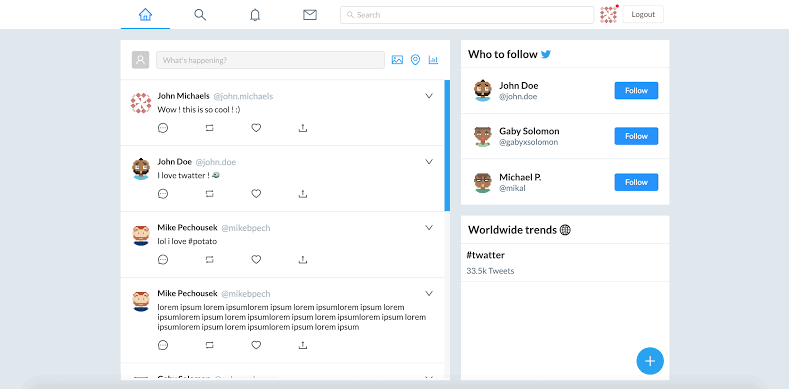 Search
Logout
What's happening?
John Michaels @john.michaels
Wow ! this is so cool ! :)
John Doe @john.doe
I love twatter !
Mike Pechousek @mikebpech
lol i love #potato
Mike Pechousek @mikebpech
lorem ipsum lorem ipsumlorem ipsum lorem ipsumlorem ipsum lorem
ipsumlorem ipsum lorem ipsumlorem ipsum lorem ipsumlorem ipsum lorem
ipsumlorem ipsum lorem ipsumlorem ipsum lorem ipsum
Who to follow
John Doe
@john.doe
Follow
Gaby Solomon
@gabyxsolomon
Follow
Michael P.
@mikal
Follow
Worldwide trends
#twatter
33.5k Tweets